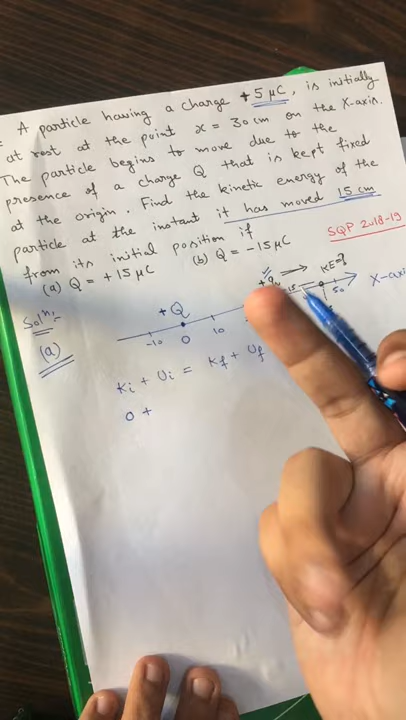 A particle having a charge +5 μC, is initially
at rest at the point x = 30 cm on the X-axis.
The particle begins to move due to the
presence of a charge Q that is kept fixed
at the origin. Find the kinetic energy of the
particle at the instant it has moved 15 cm
from its initial position if
SQP 2018-19
(a) Q = +15 μC (b) Q = -15 μC
Solⁿ:-
(a)
+Q +q KE=?
-10 0 10 15 50 X-axi
Ki + Ui = Kf + Uf
0 +